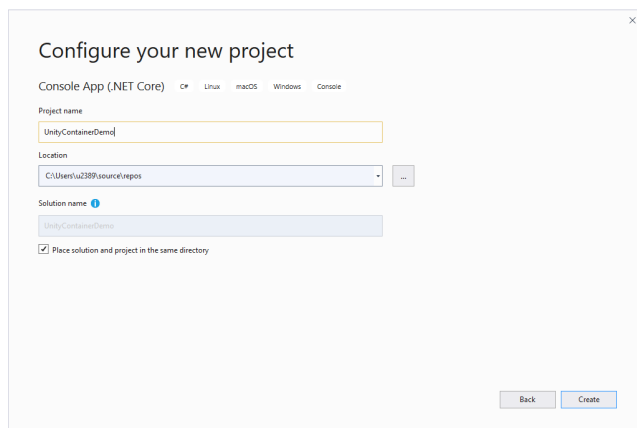 Configure your new project
Console App (.NET Core) C# Linux macOS Windows Console
Project name
UnityContainerDemo
Location
C:\Users\u2389\source\repos
...
Solution name
UnityContainerDemo
Place solution and project in the same directory
Back Create